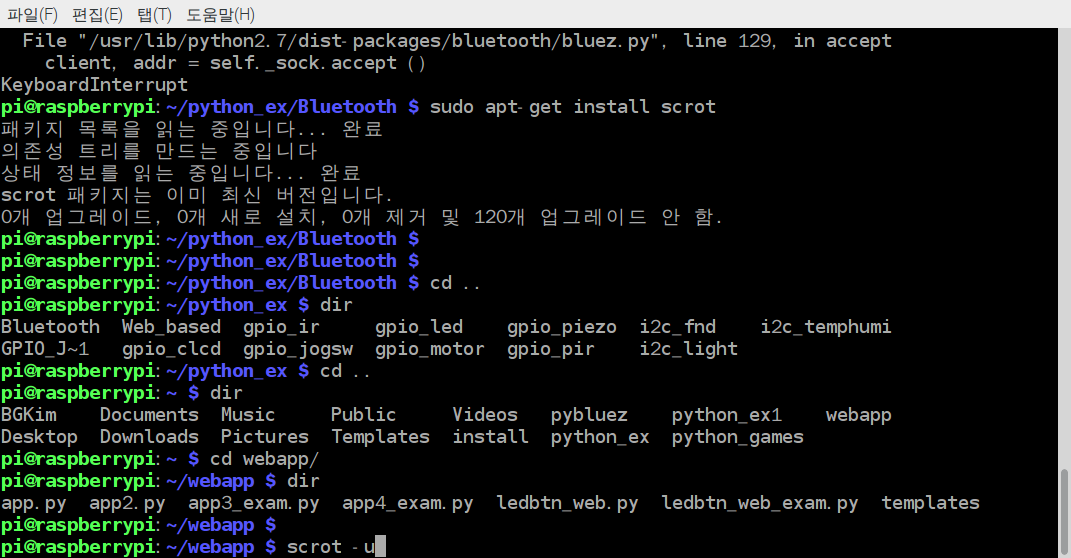 파일(F) 편집(E) 탭(T) 도움말(H)
File "/usr/lib/python2.7/dist-packages/bluetooth/bluez.py", line 129, in accept
client, addr = self._sock.accept ()
KeyboardInterrupt
pi@raspberrypi:~/python_ex/Bluetooth $ sudo apt-get install scrot
패키지 목록을 읽는 중입니다... 완료
의존성 트리를 만드는 중입니다
상태 정보를 읽는 중입니다... 완료
scrot 패키지는 이미 최신 버전입니다.
0개 업그레이드, 0개 새로 설치, 0개 제거 및 120개 업그레이드 안 함.
pi@raspberrypi:~/python_ex/Bluetooth $
pi@raspberrypi:~/python_ex/Bluetooth $
pi@raspberrypi:~/python_ex/Bluetooth $ cd ..
pi@raspberrypi:~/python_ex $ dir
Bluetooth Web_based gpio_ir gpio_led gpio_piezo i2c_fnd i2c_temphumi
GPIO_J~1 gpio_clcd gpio_jogsw gpio_motor gpio_pir i2c_light
pi@raspberrypi:~/python_ex $ cd ..
pi@raspberrypi:~ $ dir
BGKim Documents Music Public Videos pybluez python_ex1 webapp
Desktop Downloads Pictures Templates install python_ex python_games
pi@raspberrypi:~ $ cd webapp/
pi@raspberrypi:~/webapp $ dir
app.py app2.py app3_exam.py app4_exam.py ledbtn_web.py ledbtn_web_exam.py templates
pi@raspberrypi:~/webapp $
pi@raspberrypi:~/webapp $ scrot -u